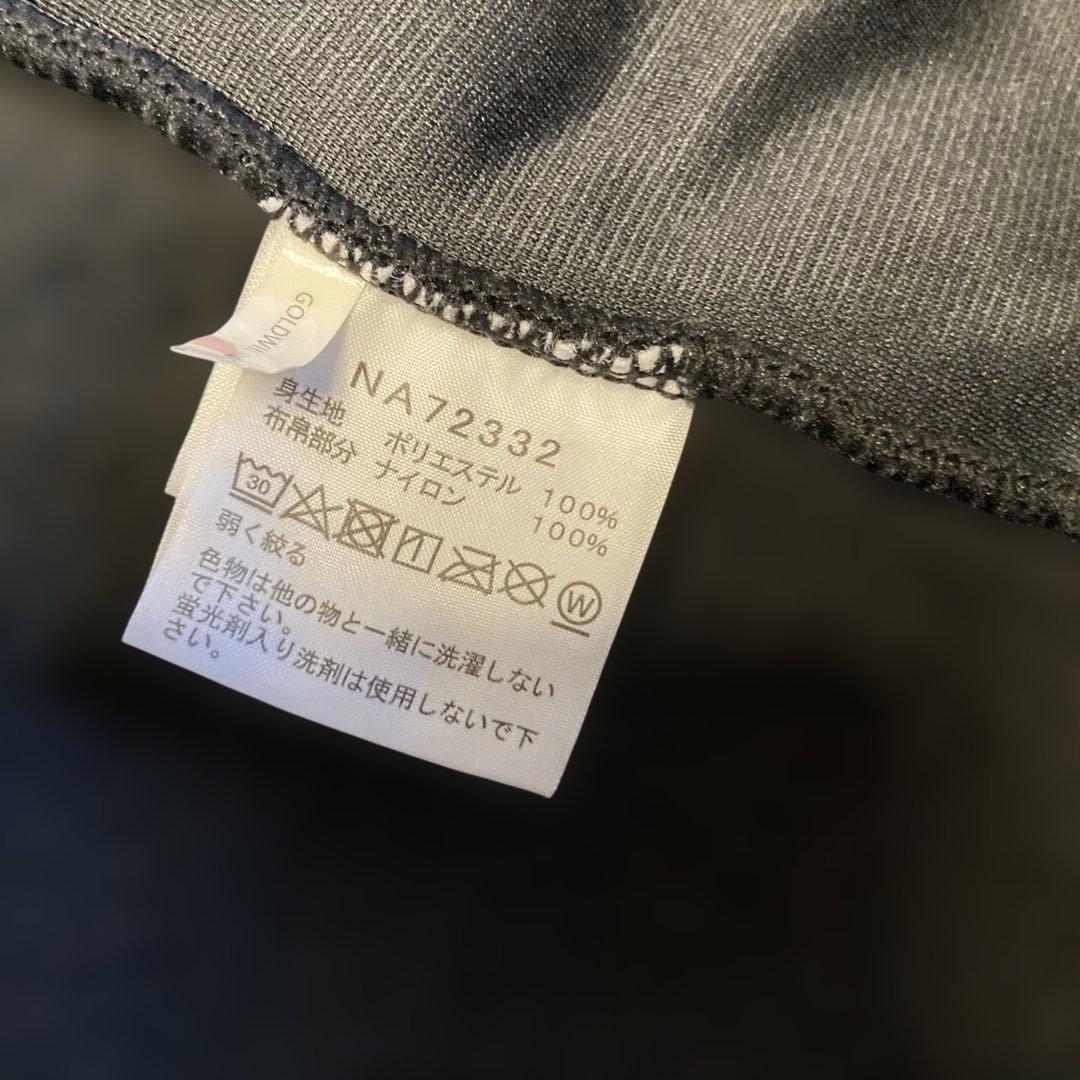 GOLDWI
NA72332
身生地 ポリエステル 100%
布帛部分 ナイロン 100%
30 W
弱く絞る
色物は他の物と一緒に洗濯しない
で下さい。
蛍光剤入り洗剤は使用しないで下
さい。